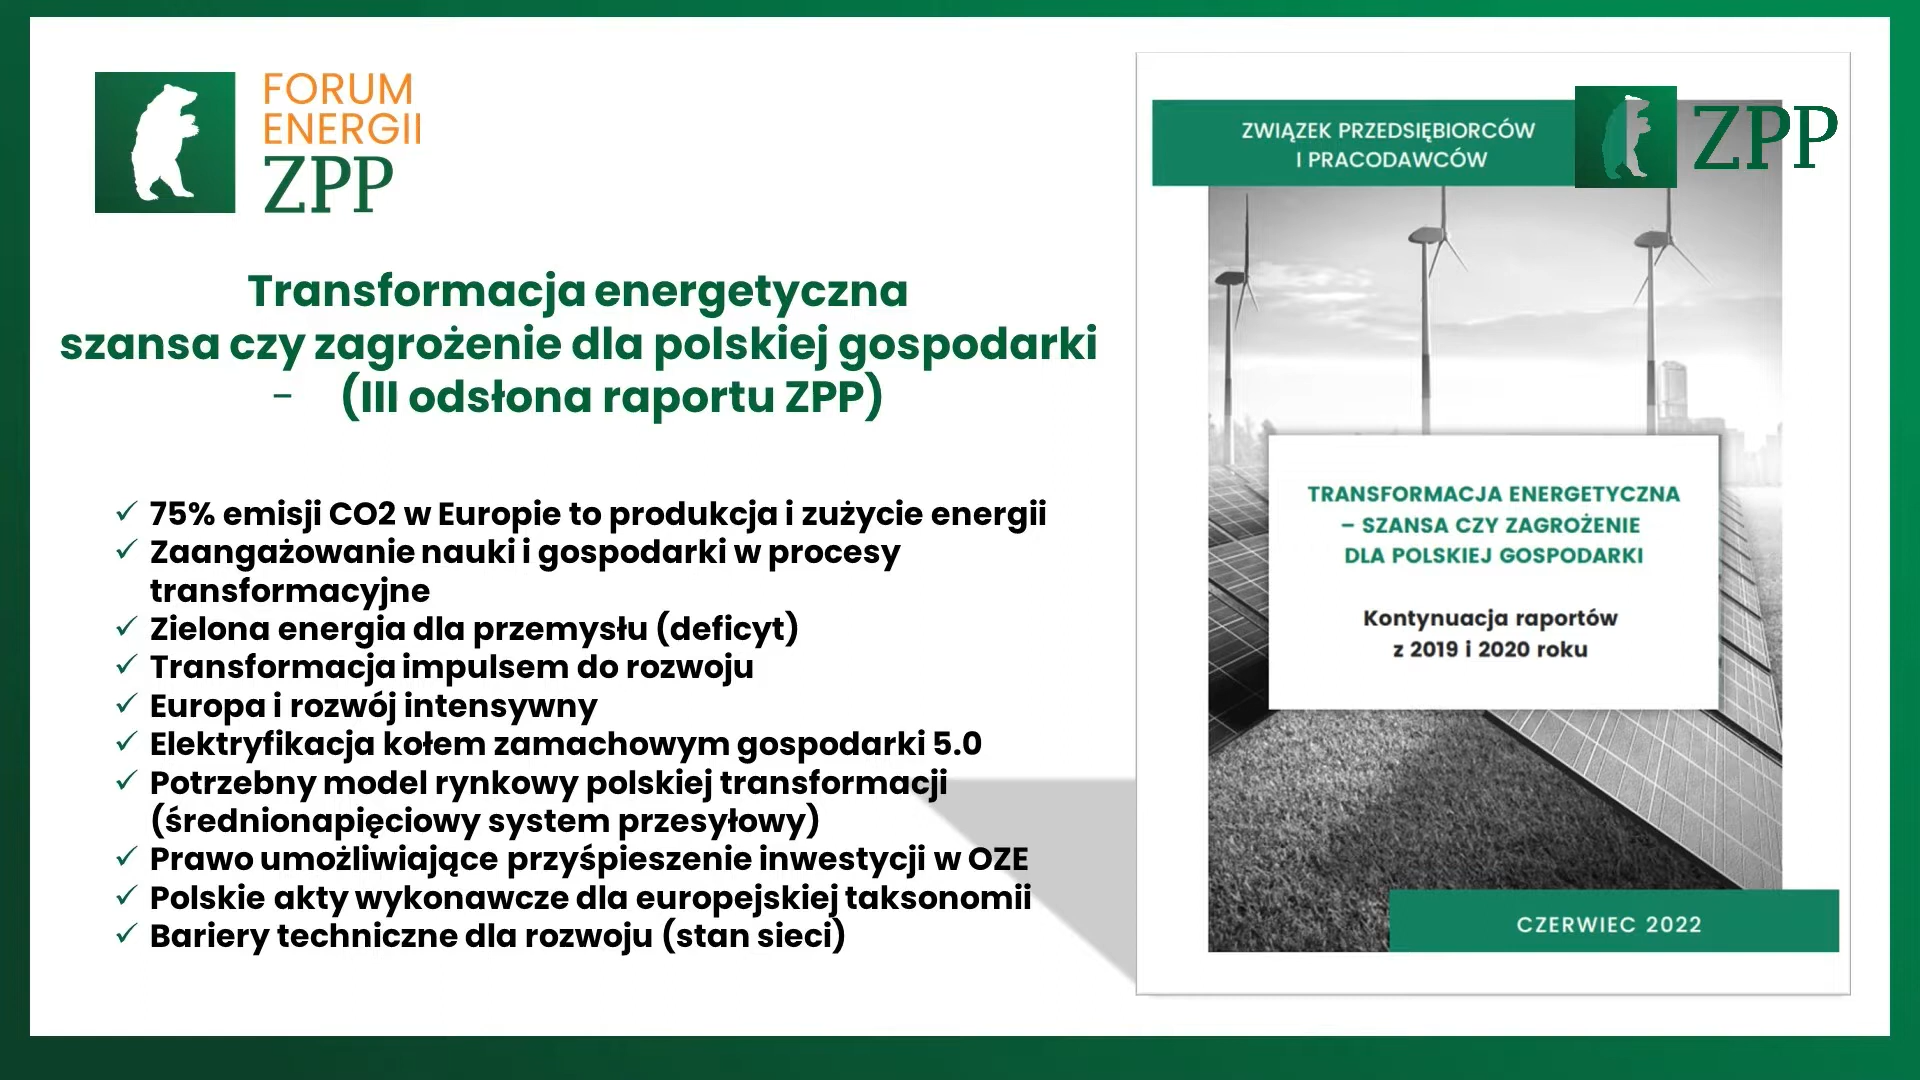 FORUM
ENERGII
ZPP
Transformacja energetyczna
szansa czy zagrożenie dla polskiej gospodarki
- (III odsłona raportu ZPP)
✓ 75% emisji CO2 w Europie to produkcja i zużycie energii
✓ Zaangażowanie nauki i gospodarki w procesy
transformacyjne
✓ Zielona energia dla przemysłu (deficyt)
✓ Transformacja impulsem do rozwoju
✓ Europa i rozwój intensywny
✓ Elektryfikacja kołem zamachowym gospodarki 5.0
✓ Potrzebny model rynkowy polskiej transformacji
(średnionapięciowy system przesyłowy)
✓ Prawo umożliwiające przyśpieszenie inwestycji w OZE
✓ Polskie akty wykonawcze dla europejskiej taksonomii
✓ Bariery techniczne dla rozwoju (stan sieci)
ZWIĄZEK PRZEDSIĘBIORCÓW
I PRACODAWCÓW
ZPP
TRANSFORMACJA ENERGETYCZNA
– SZANSA CZY ZAGROŻENIE
DLA POLSKIEJ GOSPODARKI
Kontynuacja raportów
z 2019 i 2020 roku
CZERWIEC 2022